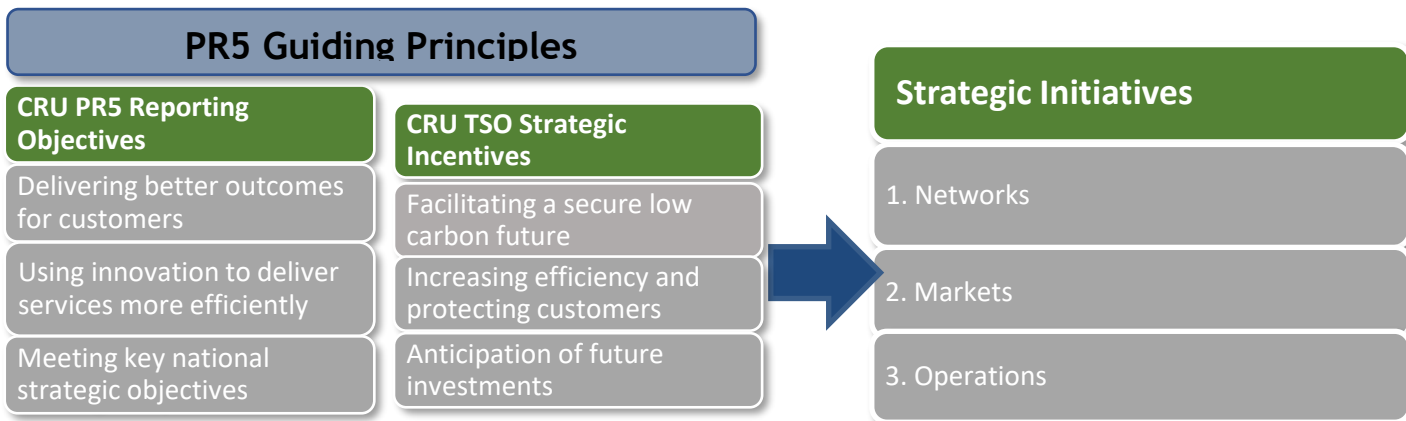 PR5 Guiding Principles
CRU PR5 Reporting
Objectives
Delivering better outcomes
for customers
Using innovation to deliver
services more efficiently
Meeting key national
strategic objectives
CRU TSO Strategic
Incentives
Facilitating a secure low
carbon future
Increasing efficiency and
protecting customers
Anticipation of future
investments
Strategic Initiatives
1. Networks
2. Markets
3. Operations